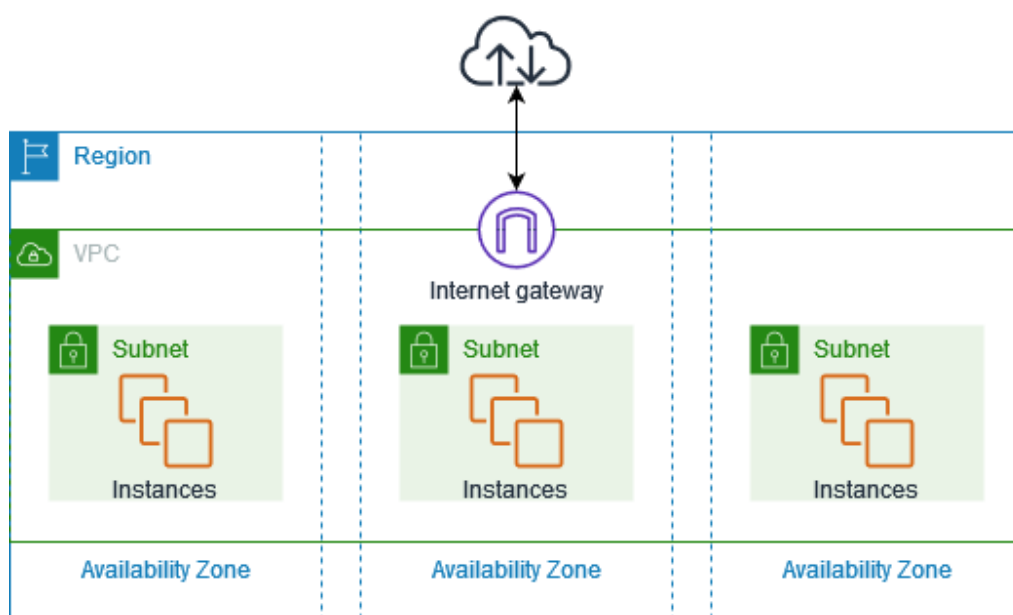 Region
VPC
Internet gateway
Subnet
Subnet
Subnet
Instances
Instances
Instances
Availability Zone
Availability Zone
Availability Zone